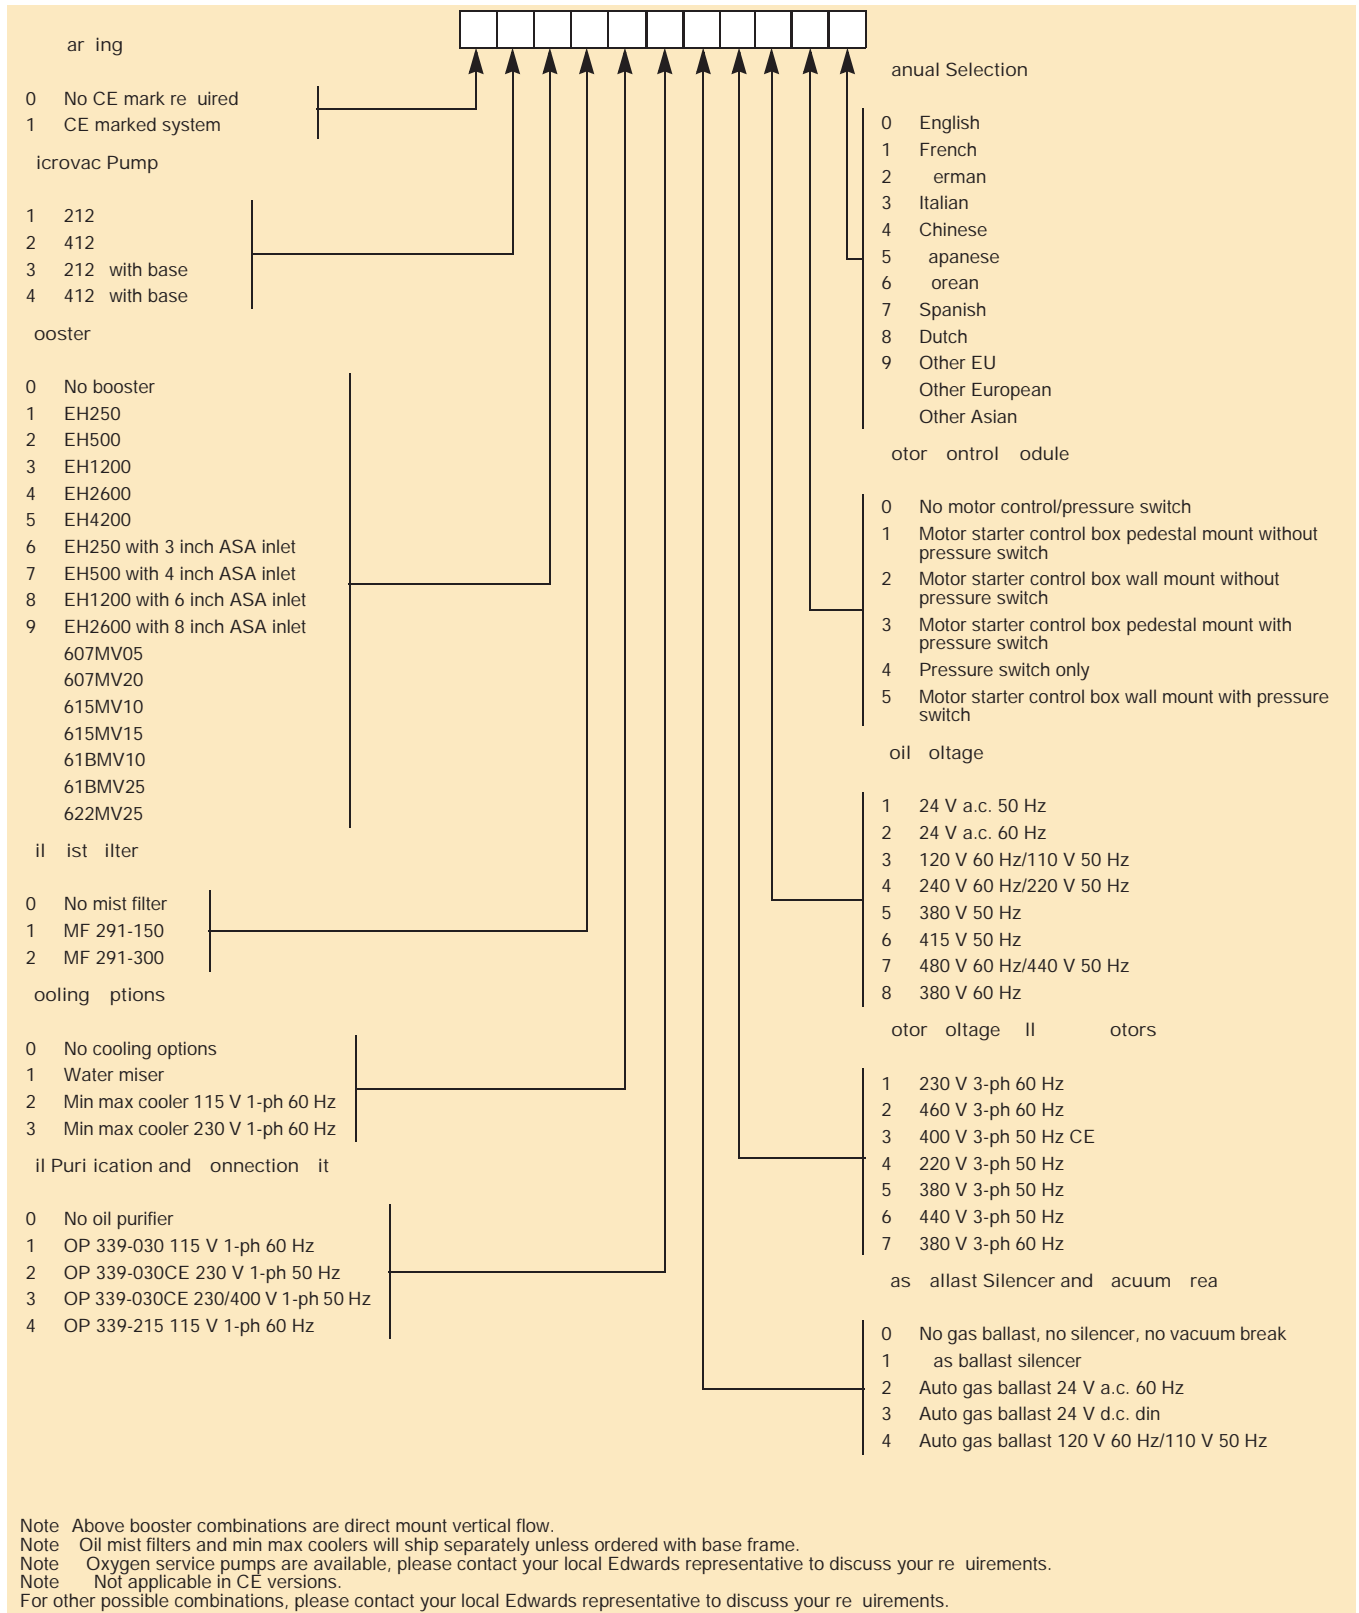 ar ing
0 No CE mark re uired
1 CE marked system
icrovac Pump
1 212
2 412
3 212 with base
4 412 with base
ooster
0 No booster
1 EH250
2 EH500
3 EH1200
4 EH2600
5 EH4200
6 EH250 with 3 inch ASA inlet
7 EH500 with 4 inch ASA inlet
8 EH1200 with 6 inch ASA inlet
9 EH2600 with 8 inch ASA inlet
607MV05
607MV20
615MV10
615MV15
61BMV10
61BMV25
622MV25
il ist ilter
0 No mist filter
1 MF 291-150
2 MF 291-300
ooling ptions
0 No cooling options
1 Water miser
2 Min max cooler 115 V 1-ph 60 Hz
3 Min max cooler 230 V 1-ph 60 Hz
il Puri ication and onnection it
0 No oil purifier
1 OP 339-030 115 V 1-ph 60 Hz
2 OP 339-030CE 230 V 1-ph 50 Hz
3 OP 339-030CE 230/400 V 1-ph 50 Hz
4 OP 339-215 115 V 1-ph 60 Hz
anual Selection
0 English
1 French
2 erman
3 Italian
4 Chinese
5 apanese
6 orean
7 Spanish
8 Dutch
9 Other EU
Other European
Other Asian
otor ontrol odule
0 No motor control/pressure switch
1 Motor starter control box pedestal mount without
pressure switch
2 Motor starter control box wall mount without
pressure switch
3 Motor starter control box pedestal mount with
pressure switch
4 Pressure switch only
5 Motor starter control box wall mount with pressure
switch
oil oltage
1 24 V a.c. 50 Hz
2 24 V a.c. 60 Hz
3 120 V 60 Hz/110 V 50 Hz
4 240 V 60 Hz/220 V 50 Hz
5 380 V 50 Hz
6 415 V 50 Hz
7 480 V 60 Hz/440 V 50 Hz
8 380 V 60 Hz
otor oltage ll otors
1 230 V 3-ph 60 Hz
2 460 V 3-ph 60 Hz
3 400 V 3-ph 50 Hz CE
4 220 V 3-ph 50 Hz
5 380 V 3-ph 50 Hz
6 440 V 3-ph 50 Hz
7 380 V 3-ph 60 Hz
as allast Silencer and acuum rea
0 No gas ballast, no silencer, no vacuum break
1 as ballast silencer
2 Auto gas ballast 24 V a.c. 60 Hz
3 Auto gas ballast 24 V d.c. din
4 Auto gas ballast 120 V 60 Hz/110 V 50 Hz
Note Above booster combinations are direct mount vertical flow.
Note Oil mist filters and min max coolers will ship separately unless ordered with base frame.
Note Oxygen service pumps are available, please contact your local Edwards representative to discuss your re uirements.
Note Not applicable in CE versions.
For other possible combinations, please contact your local Edwards representative to discuss your re uirements.